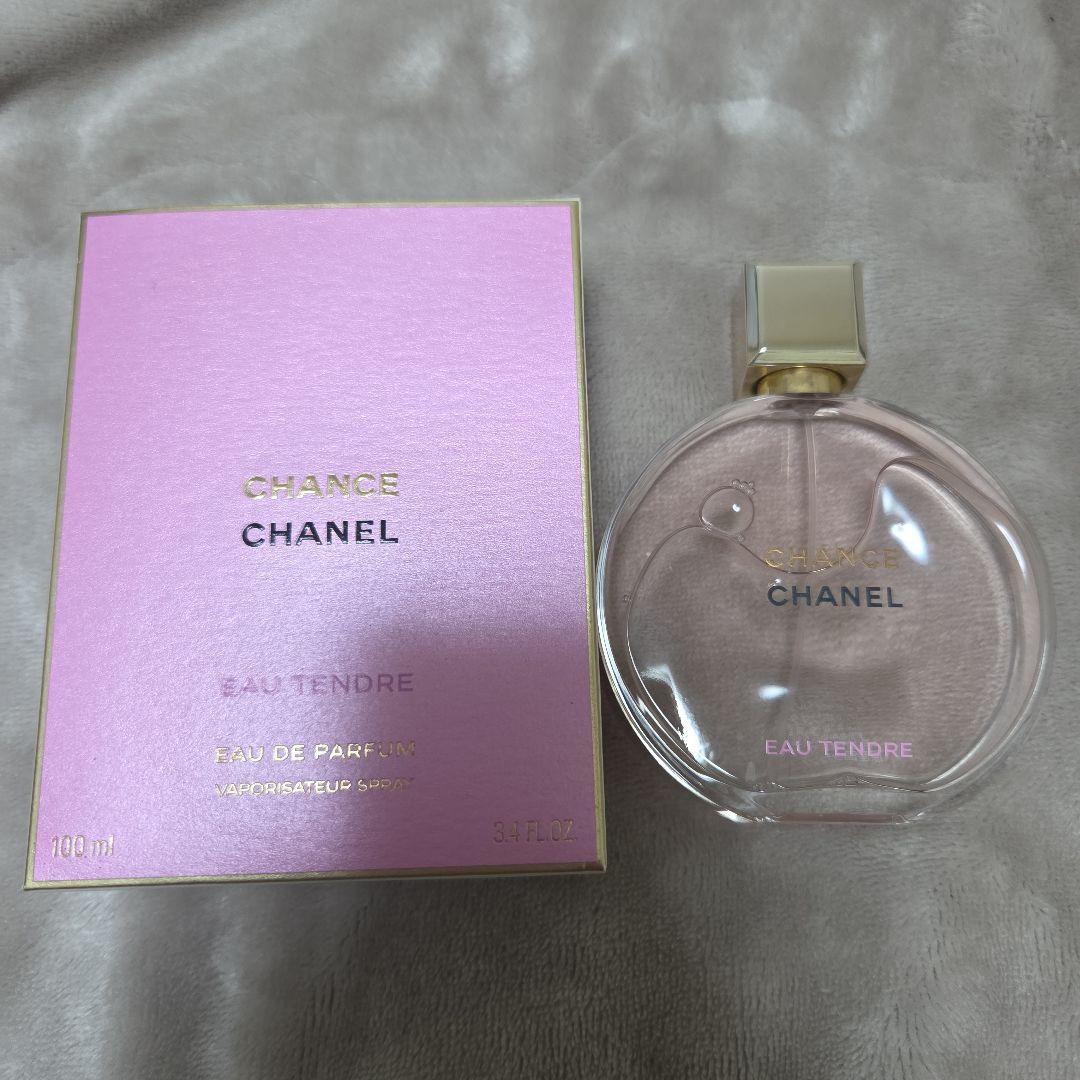 CHANCE
CHANEL
EAU TENDRE
EAU DE PARFUM
VAPORISATEUR SPRAY
100 ml
3.4 FL.OZ.
CHANCE
CHANEL
EAU TENDRE